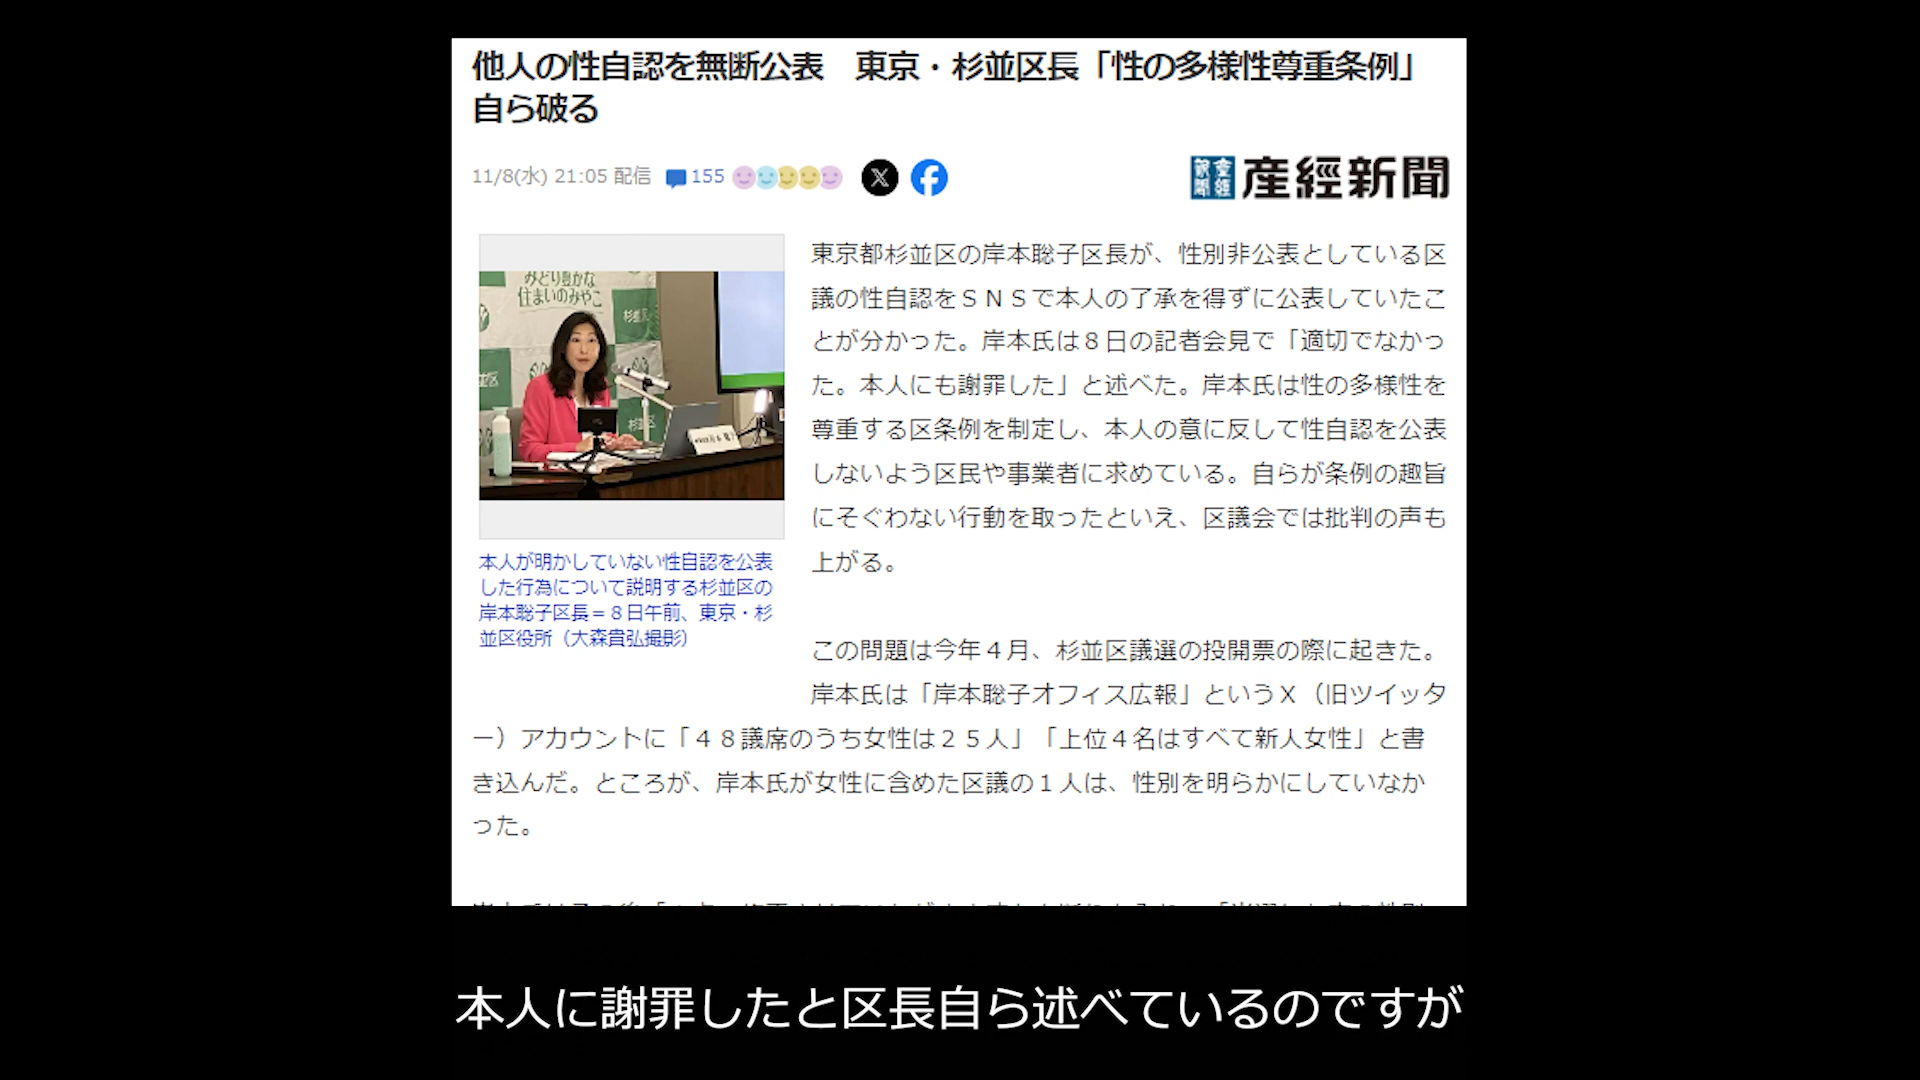 他人の性自認を無断公表　東京・杉並区長「性の多様性尊重条例」
自ら破る
11/8(水) 21:05 配信 155
産經新聞
みどり豊かな
住まいのみやこ
東京都杉並区の岸本聡子区長が、性別非公表としている区
議の性自認をＳＮＳで本人の了承を得ずに公表していたこ
とが分かった。岸本氏は８日の記者会見で「適切でなかっ
た。本人にも謝罪した」と述べた。岸本氏は性の多様性を
尊重する区条例を制定し、本人の意に反して性自認を公表
しないよう区民や事業者に求めている。自らが条例の趣旨
にそぐわない行動を取ったといえ、区議会では批判の声も
上がる。
本人が明かしていない性自認を公表
した行為について説明する杉並区の
岸本聡子区長＝８日午前、東京・杉
並区役所（大森貴弘撮影）
この問題は今年４月、杉並区議選の投開票の際に起きた。
岸本氏は「岸本聡子オフィス広報」というＸ（旧ツイッタ
ー）アカウントに「４８議席のうち女性は２５人」「上位４名はすべて新人女性」と書
き込んだ。ところが、岸本氏が女性に含めた区議の１人は、性別を明らかにしていなか
った。
本人に謝罪したと区長自ら述べているのですが